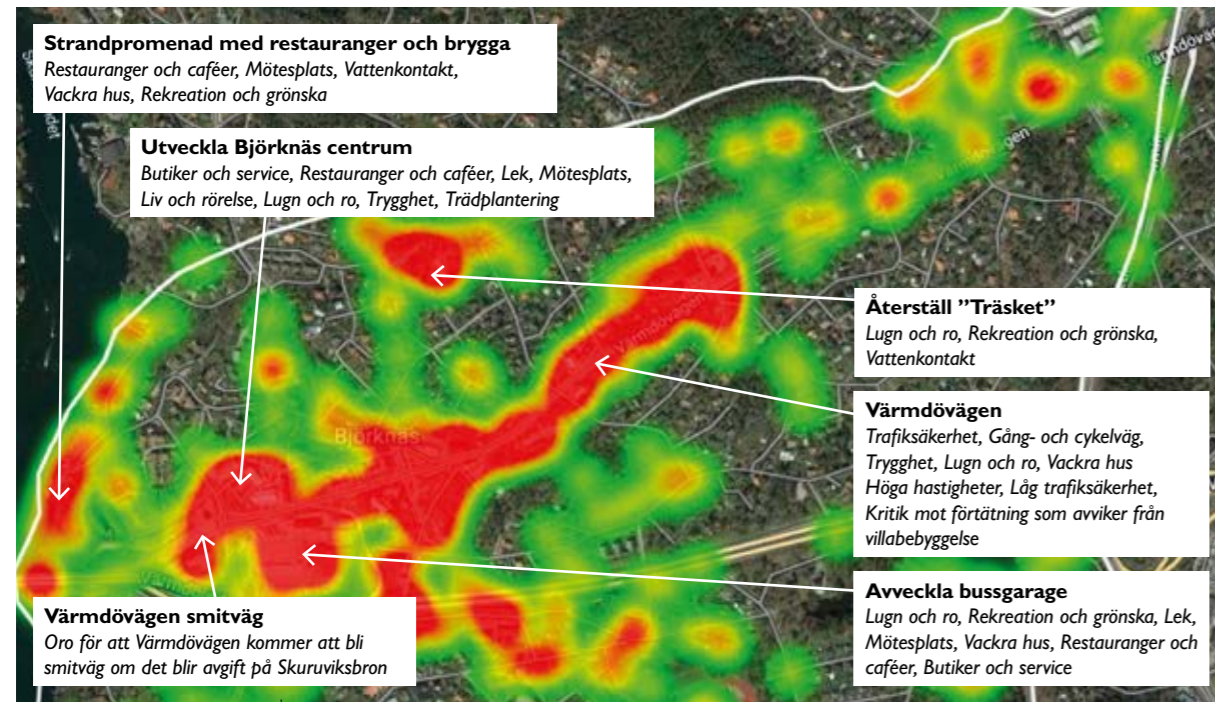 Strandpromenad med restauranger och brygga
Restauranger och caféer, Mötesplats, Vattenkontakt,
Vackra hus, Rekreation och grönska
Utveckla Björknäs centrum
Butiker och service, Restauranger och caféer, Lek, Mötesplats,
Liv och rörelse, Lugn och ro, Trygghet, Trädplantering
Värmdövägen
Återställ ”Träsket”
Lugn och ro, Rekreation och grönska,
Vattenkontakt
Värmdövägen
Värmdövägen
Trafiksäkerhet, Gång- och cykelväg,
Trygghet, Lugn och ro, Vackra hus
Höga hastigheter, Låg trafiksäkerhet,
Kritik mot förtätning som avviker från
villabebyggelse
Björknäs
Värmdövägen
Avveckla bussgarage
Lugn och ro, Rekreation och grönska, Lek,
Mötesplats, Vackra hus, Restauranger och
caféer, Butiker och service
Värmdövägen smitväg
Oro för att Värmdövägen kommer att bli
smitväg om det blir avgift på Skuruviksbron